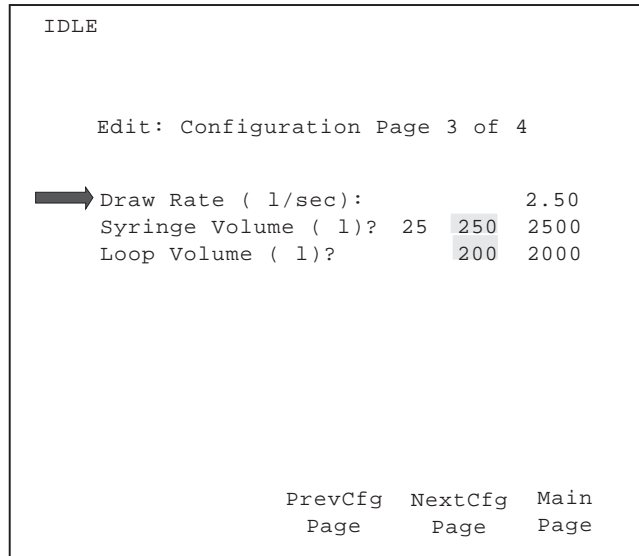 IDLE
Edit: Configuration Page 3 of 4
Draw Rate ( l/sec): 2.50
Syringe Volume ( l)? 25 250 2500
Loop Volume ( l)? 200 2000
PrevCfg NextCfg Main
Page Page Page